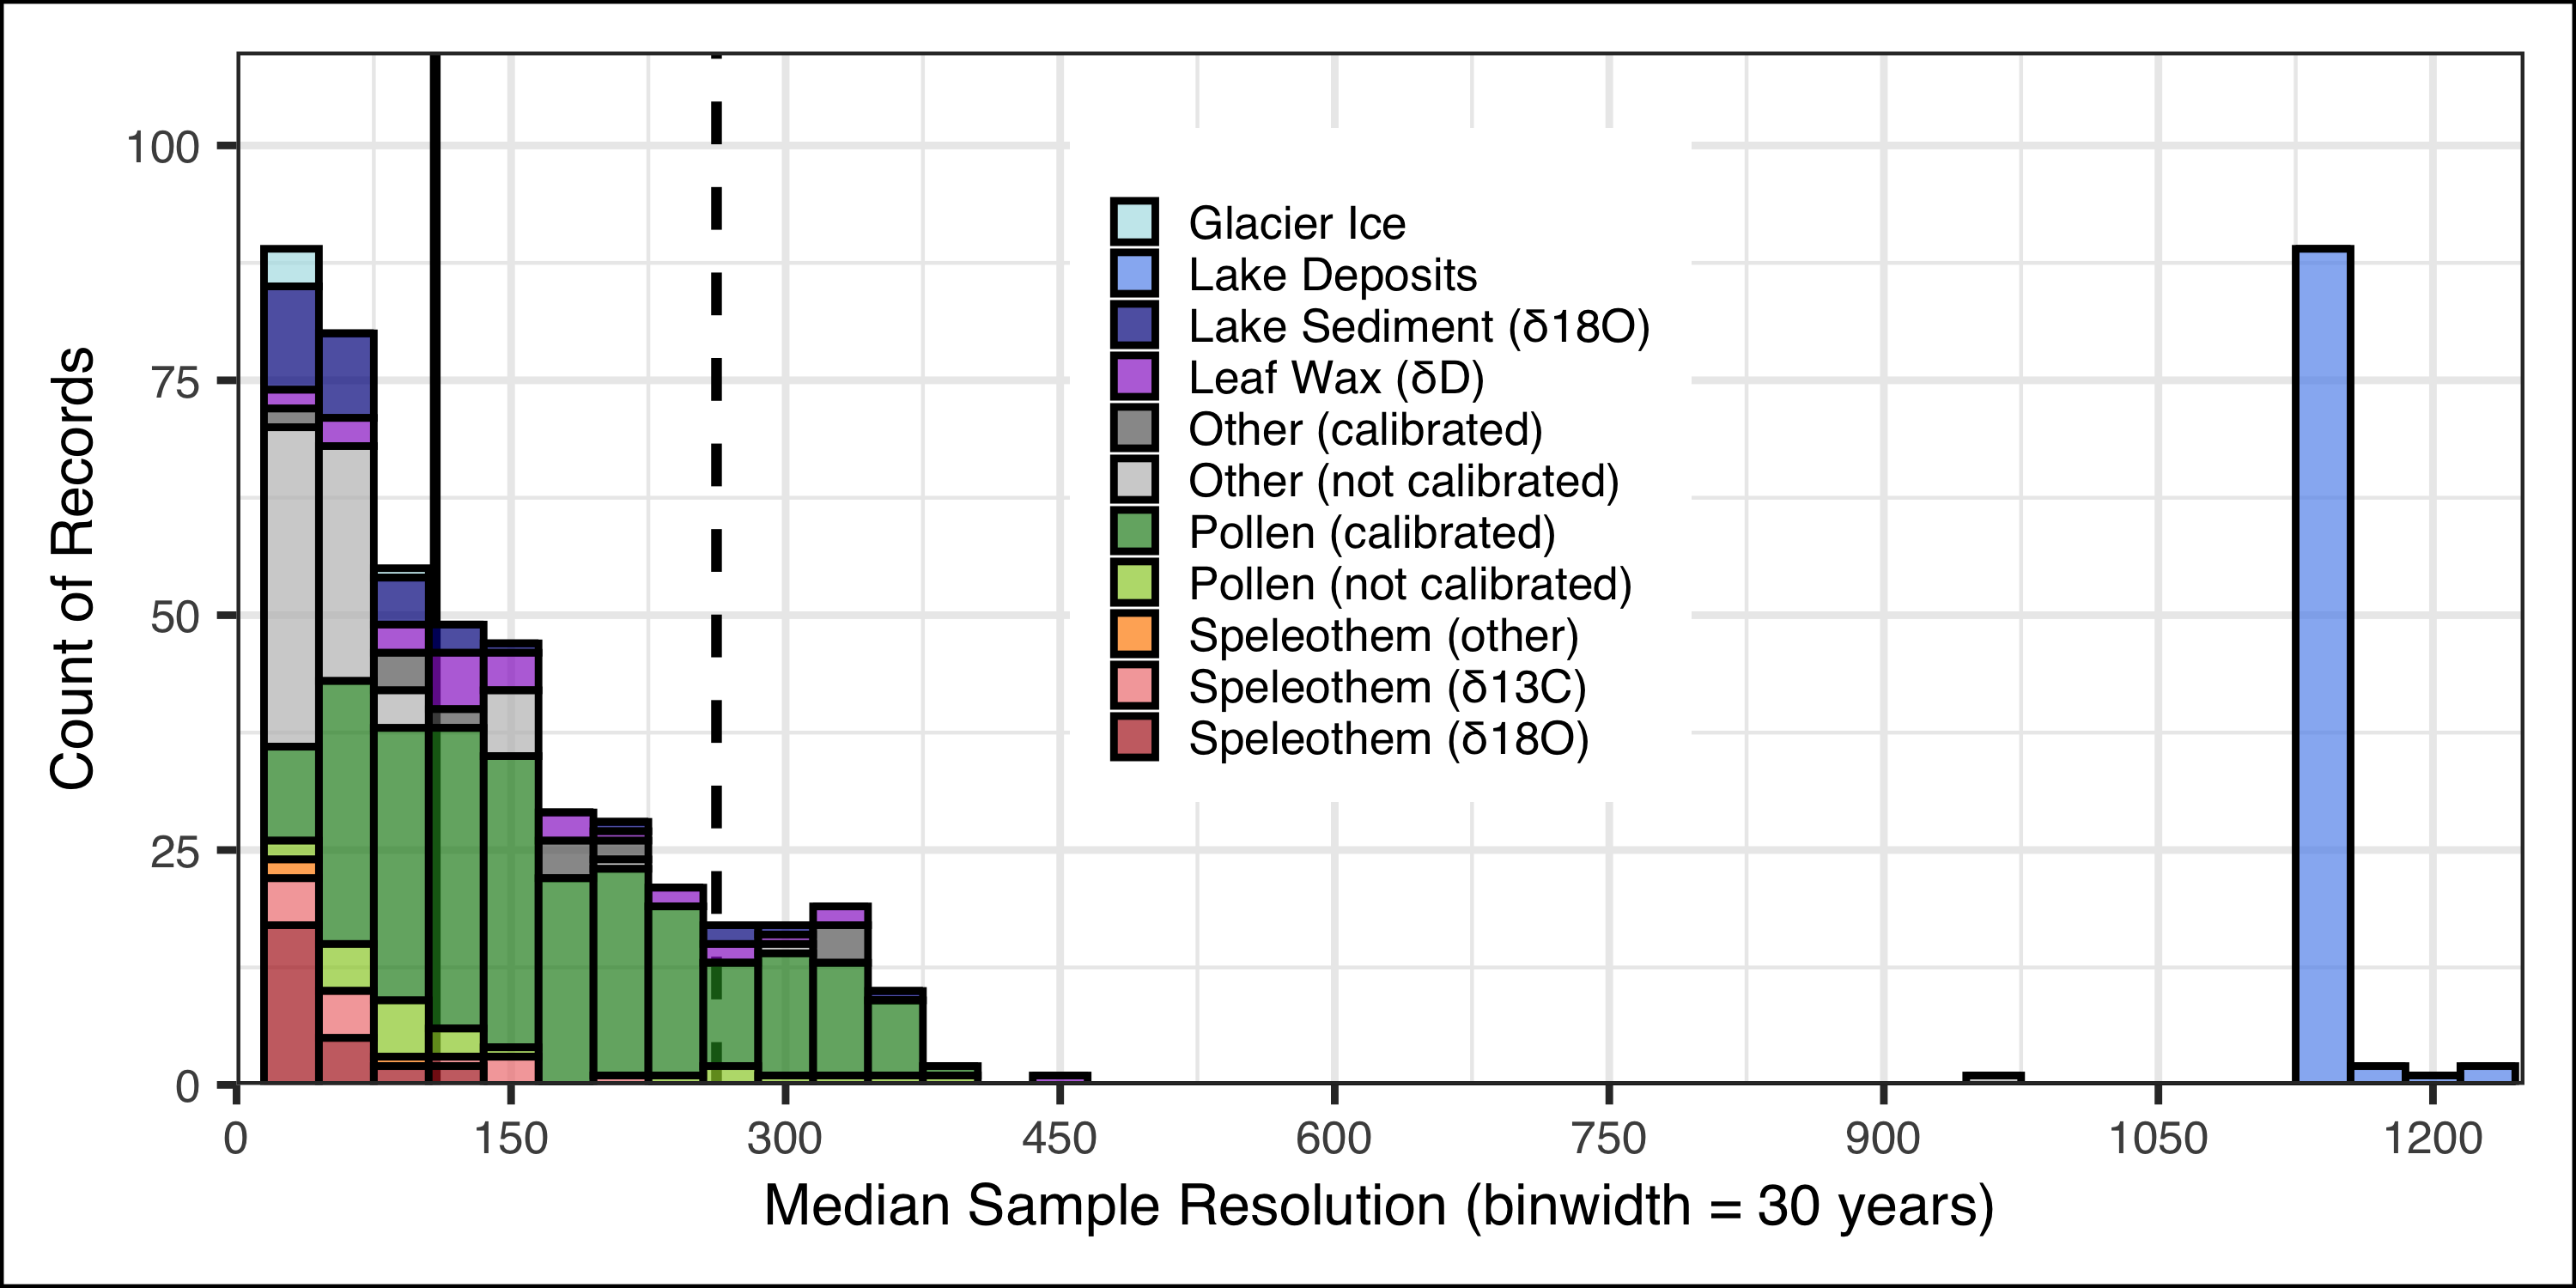 Count of Records
100
75
50
25
0
Glacier Ice
Lake Deposits
Lake Sediment (δ18O)
Leaf Wax (δD)
Other (calibrated)
Other (not calibrated)
Pollen (calibrated)
Pollen (not calibrated)
Speleothem (other)
Speleothem (δ13C)
Speleothem (δ18O)
0 150 300 450 600 750 900 1050 1200
Median Sample Resolution (binwidth = 30 years)